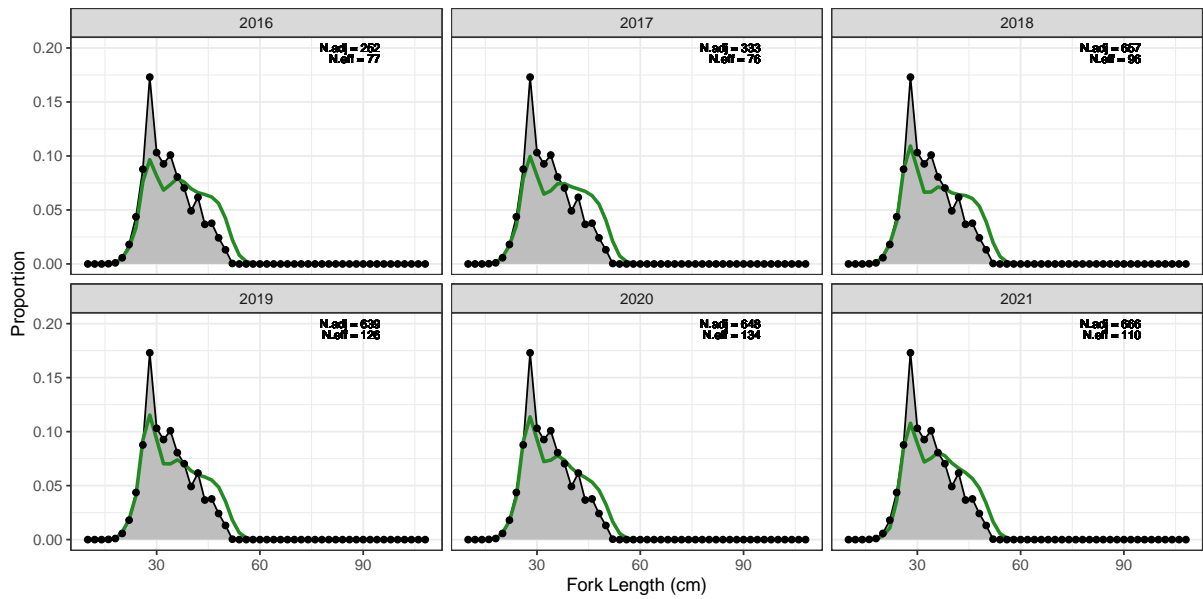 2016
2017
2018
N.adj = 252
N.eff = 77
N.adj = 333
N.eff = 76
N.adj = 657
N.eff = 96
0.20
0.15
0.10
0.05
0.00
2019
2020
2021
N.adj = 639
N.eff = 126
N.adj = 648
N.eff = 134
N.adj = 666
N.eff = 110
0.20
0.15
0.10
0.05
0.00
30
60
90
30
60
90
30
60
90
Proportion
Fork Length (cm)